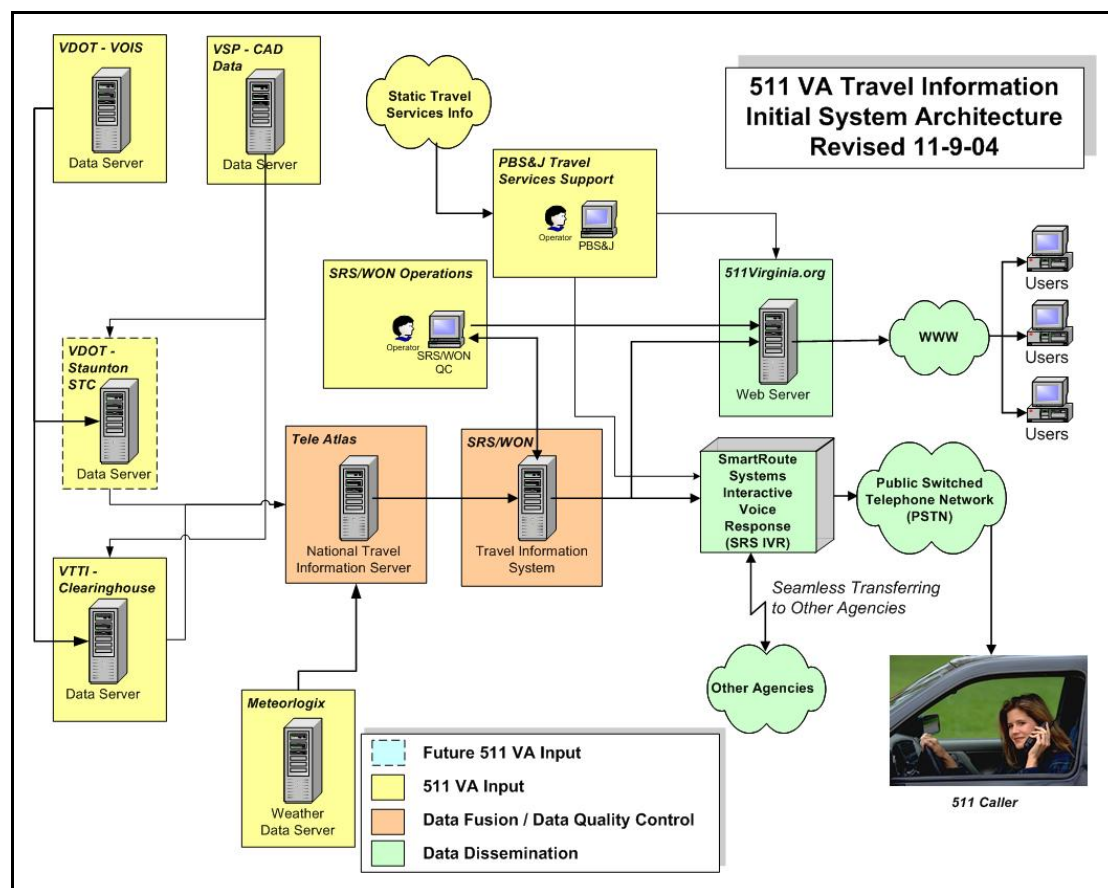 VDOT - VOIS
Data Server
VSP - CAD
Data
Data Server
Static Travel
Services Info
511 VA Travel Information
Initial System Architecture
Revised 11-9-04
PBS&J Travel
Services Support
Operator
PBS&J
SRS/WON Operations
Operator
SRS/WON
QC
511Virginia.org
Web Server
WWW
Users
Users
Users
VDOT -
Staunton
STC
Data Server
Tele Atlas
National Travel
Information Server
SRS/WON
Travel Information
System
SmartRoute
Systems
Interactive
Voice
Response
(SRS IVR)
Public Switched
Telephone Network
(PSTN)
VTTI -
Clearinghouse
Data Server
Seamless Transferring
to Other Agencies
Other Agencies
Meteorlogix
Weather
Data Server
Future 511 VA Input
511 VA Input
Data Fusion / Data Quality Control
Data Dissemination
511 Caller